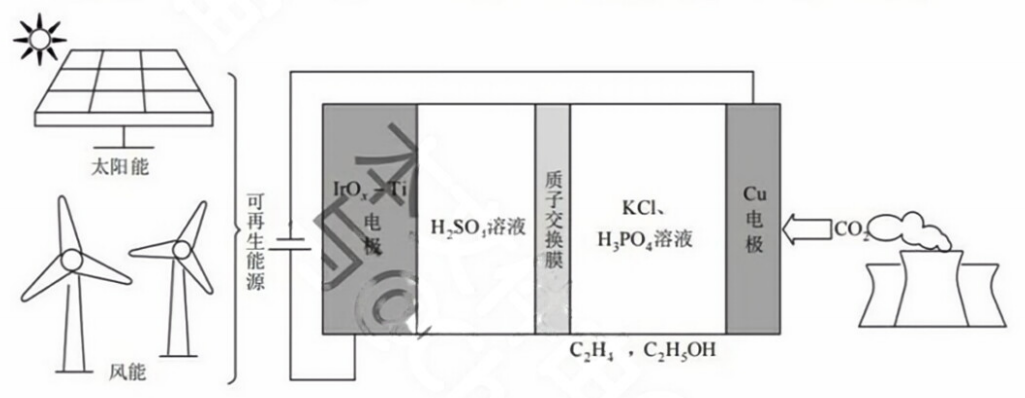 太阳能
风能
可再生能源
IrOₓ－Ti
电
极
H₂SO₄溶液
质子交换膜
KCl、
H₃PO₄溶液
Cu
电
极
CO₂
C₂H₄ ，C₂H₅OH